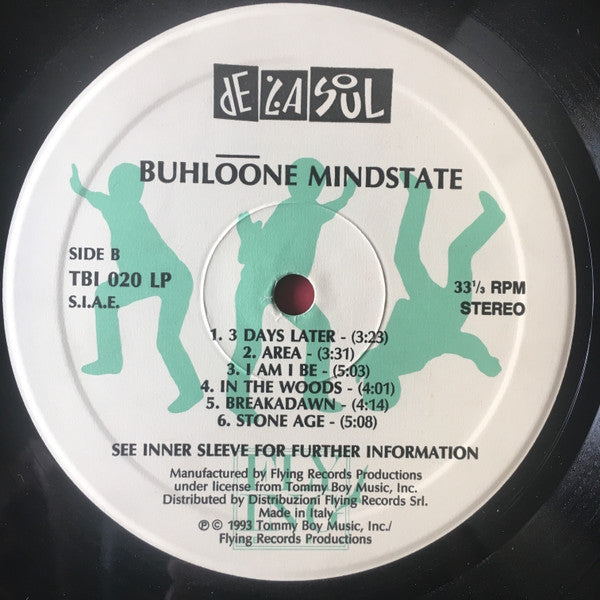 DE LA SOUL
BUHLŌŌNE MINDSTATE
SIDE B
TBI 020 LP
S.I.A.E.
33⅓ RPM
STEREO
1. 3 DAYS LATER - (3:23)
2. AREA - (3:31)
3. I AM I BE - (5:03)
4. IN THE WOODS - (4:01)
5. BREAKADAWN - (4:14)
6. STONE AGE - (5:08)
SEE INNER SLEEVE FOR FURTHER INFORMATION
Manufactured by Flying Records Productions
under license from Tommy Boy Music, Inc.
Distributed by Distribuzioni Flying Records Srl.
Made in Italy
℗ © 1993 Tommy Boy Music, Inc./
Flying Records Productions